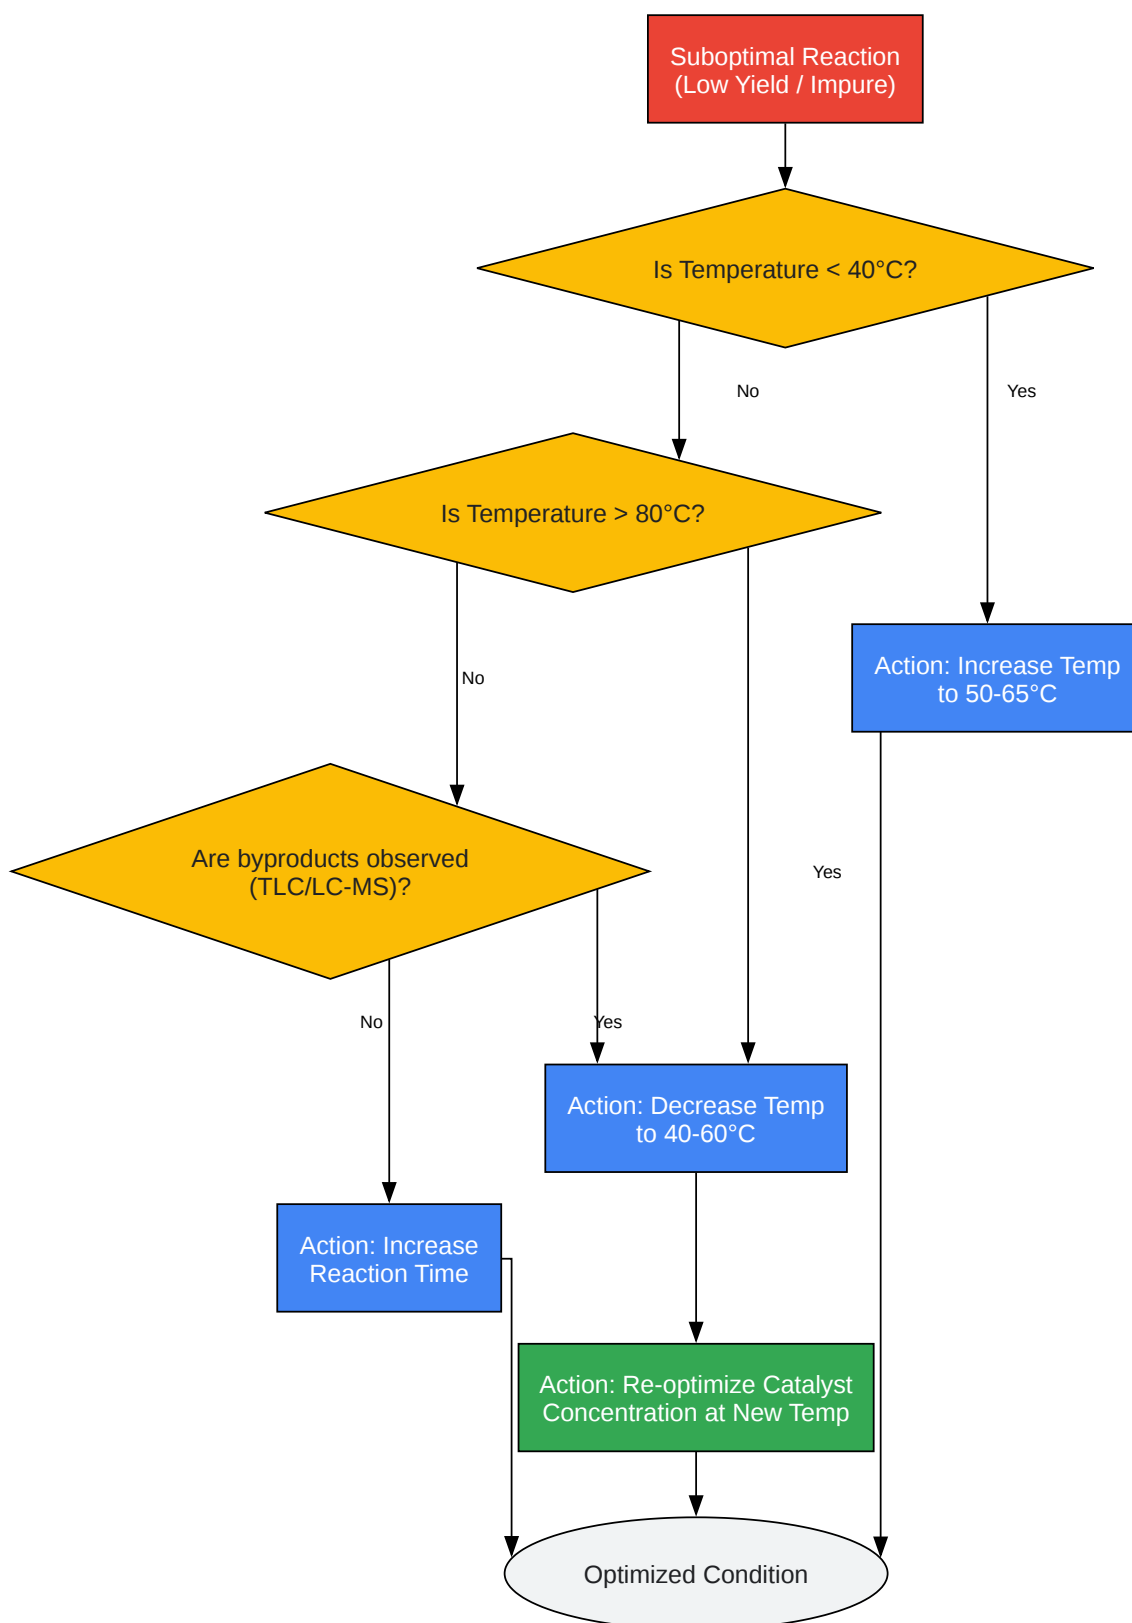 Suboptimal Reaction
(Low Yield / Impure)
Is Temperature < 40°C?
No
Yes
Is Temperature > 80°C?
No
Action: Increase Temp
to 50-65°C
Are byproducts observed
(TLC/LC-MS)?
Yes
No
Yes
Action: Decrease Temp
to 40-60°C
Action: Increase
Reaction Time
Action: Re-optimize Catalyst
Concentration at New Temp
Optimized Condition